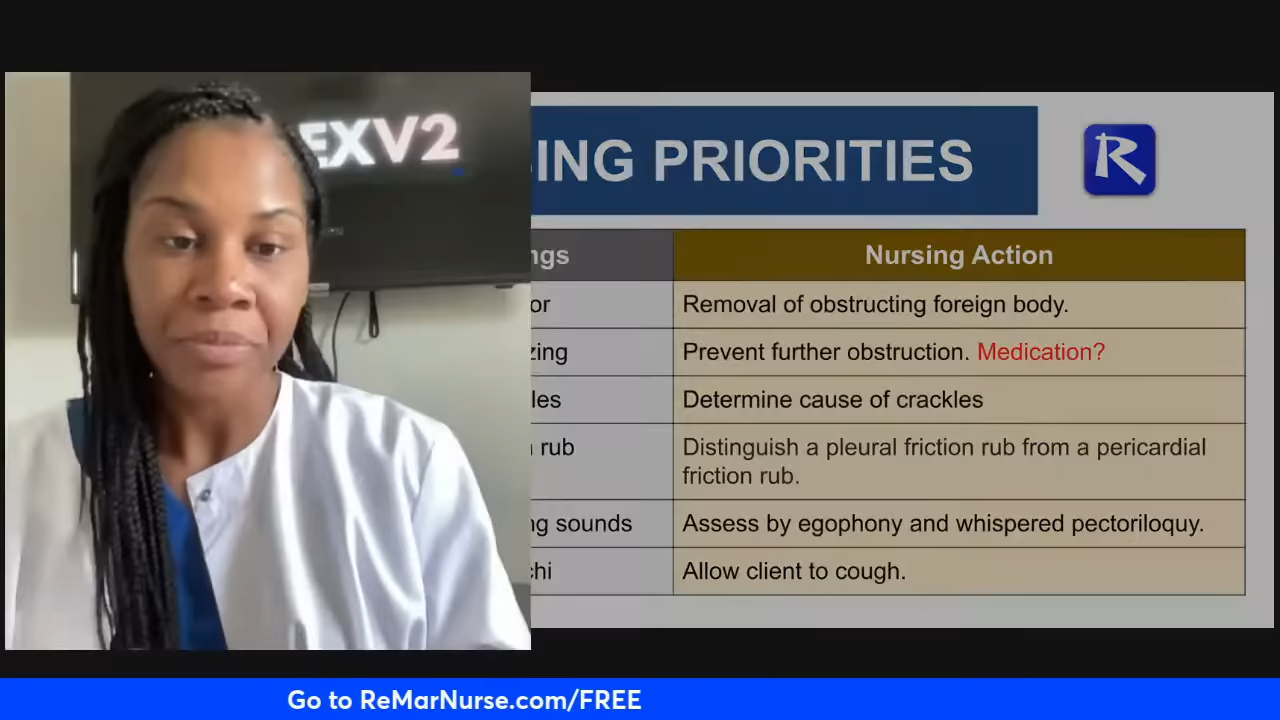 EXV2
ING PRIORITIES
R
ngs
Nursing Action
or
Removal of obstructing foreign body.
zing
Prevent further obstruction. Medication?
les
Determine cause of crackles
rub
Distinguish a pleural friction rub from a pericardial
friction rub.
ng sounds
Assess by egophony and whispered pectoriloquy.
chi
Allow client to cough.
Go to ReMarNurse.com/FREE